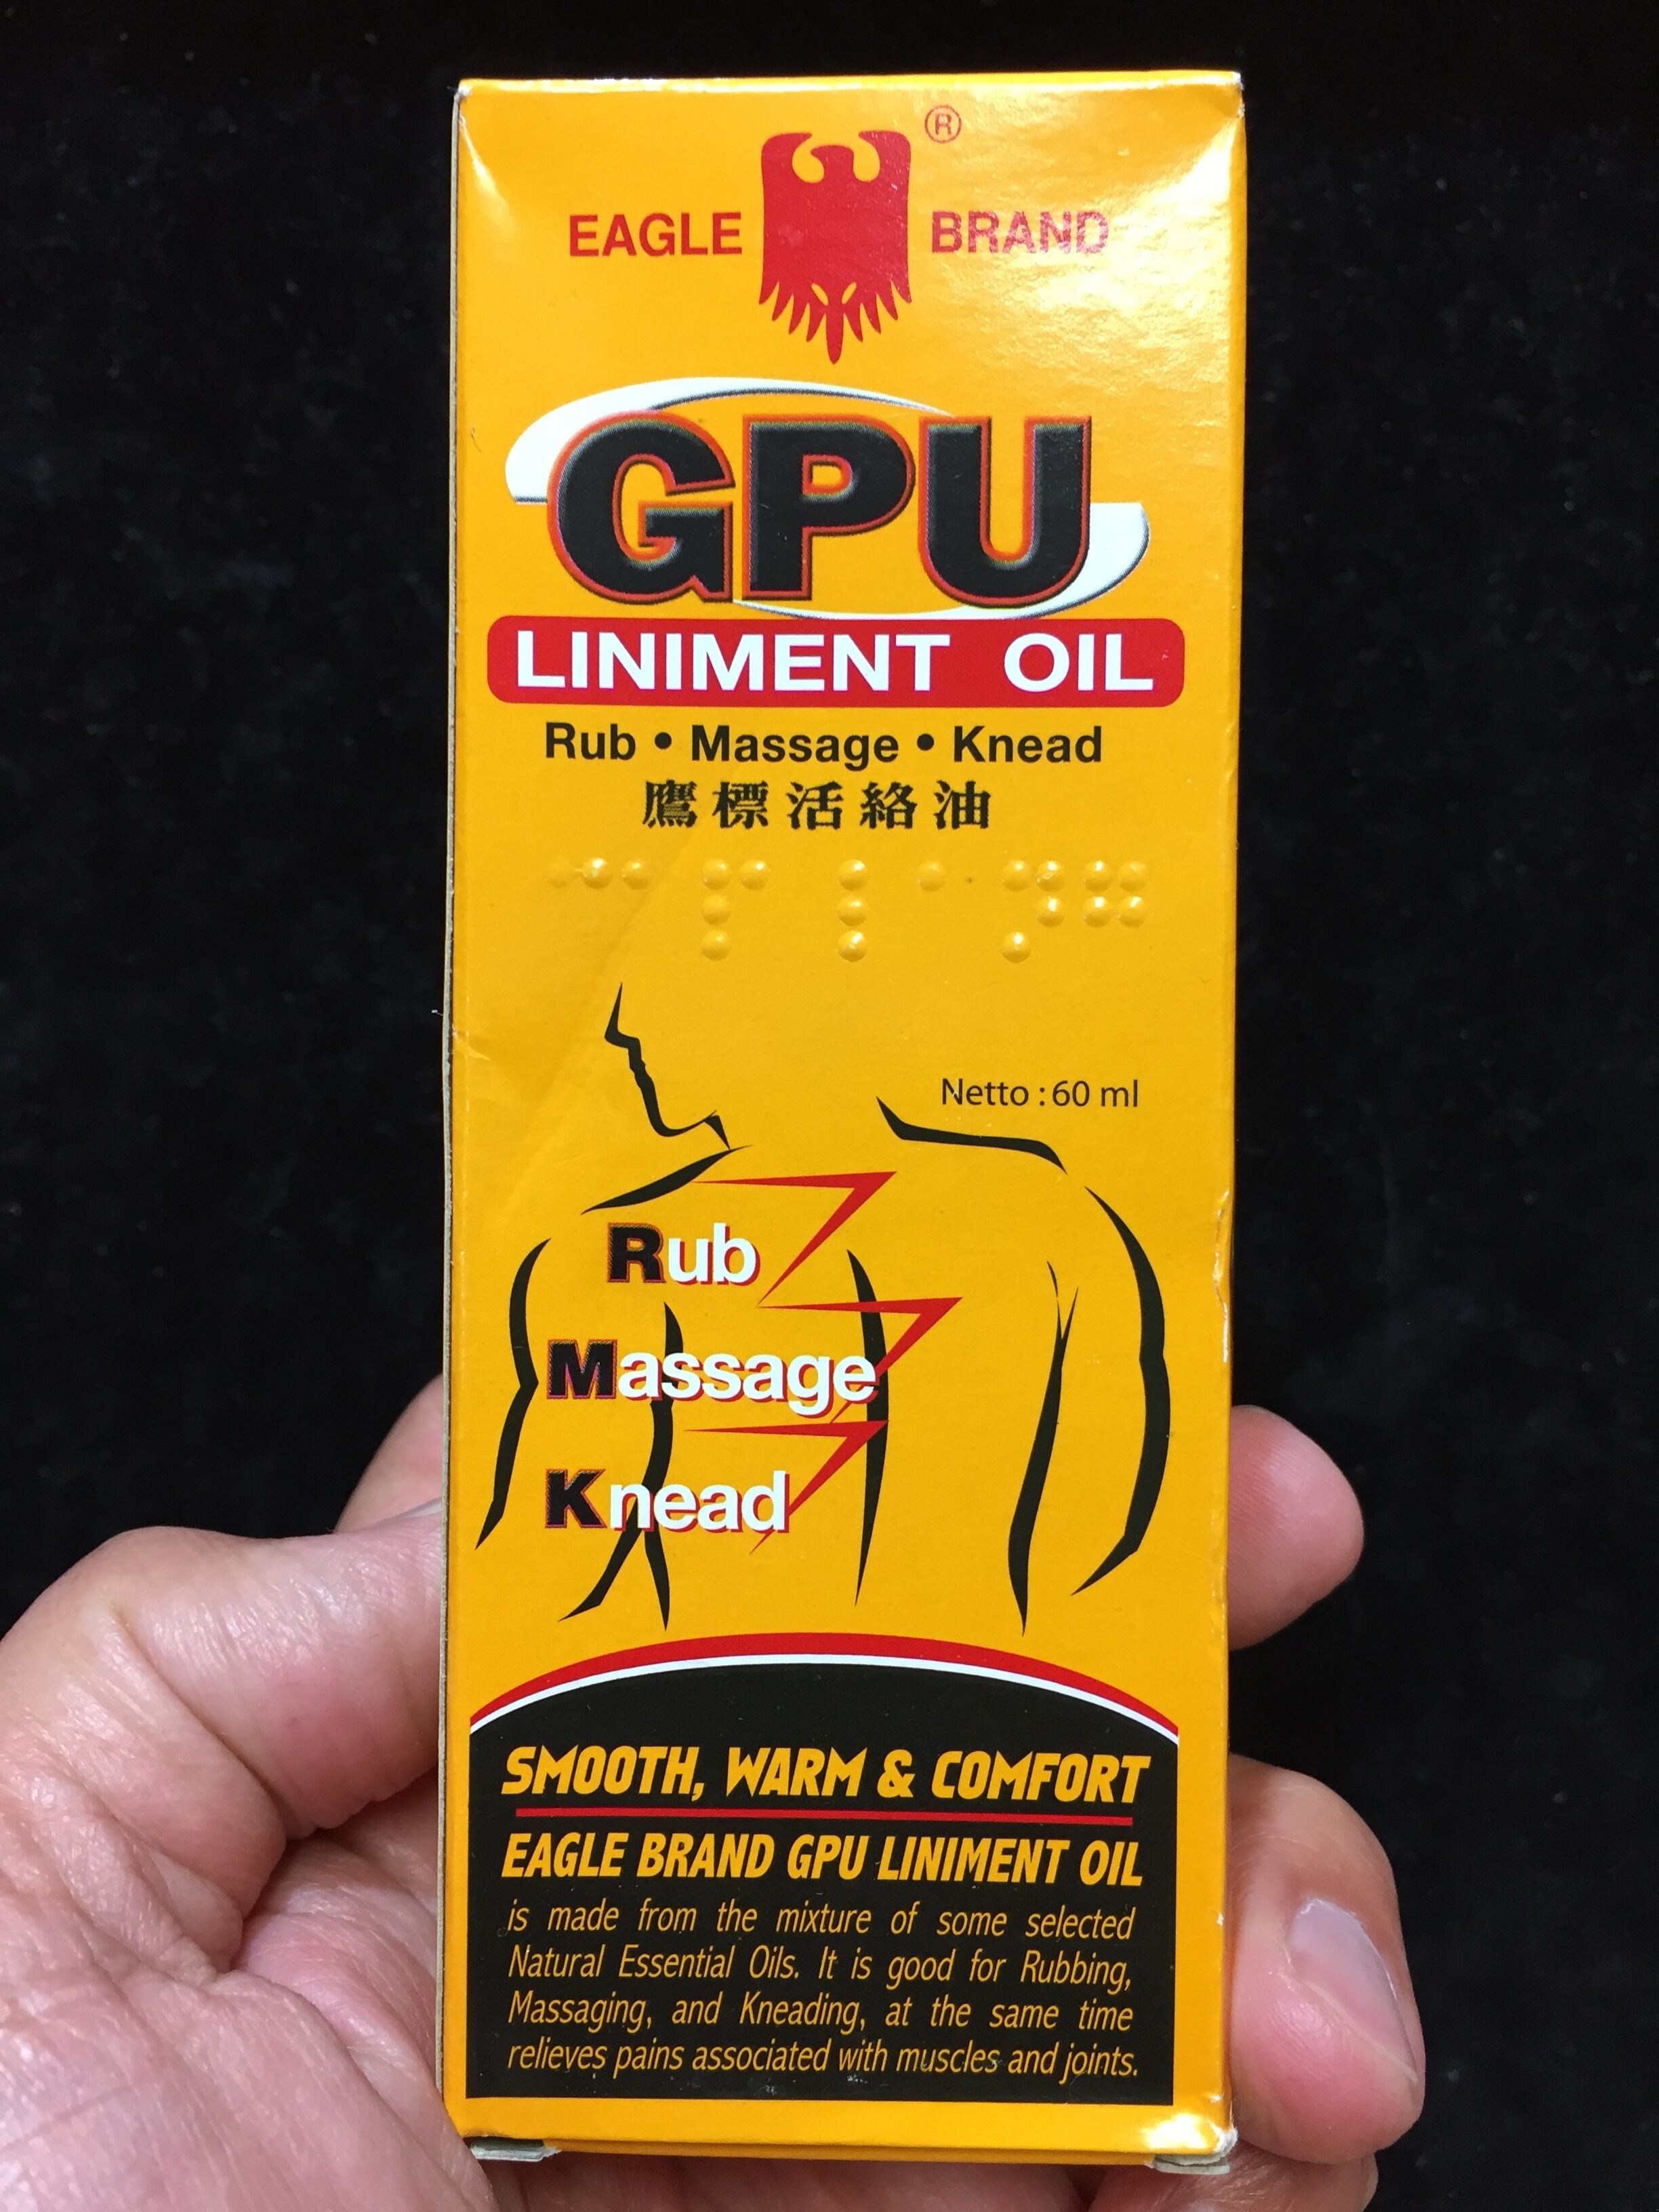 ®
EAGLE BRAND
GPU
LINIMENT OIL
Rub • Massage • Knead
鷹標活絡油
Netto : 60 ml
Rub
Massage
Knead
SMOOTH, WARM & COMFORT
EAGLE BRAND GPU LINIMENT OIL
is made from the mixture of some selected
Natural Essential Oils. It is good for Rubbing,
Massaging, and Kneading, at the same time
relieves pains associated with muscles and joints.